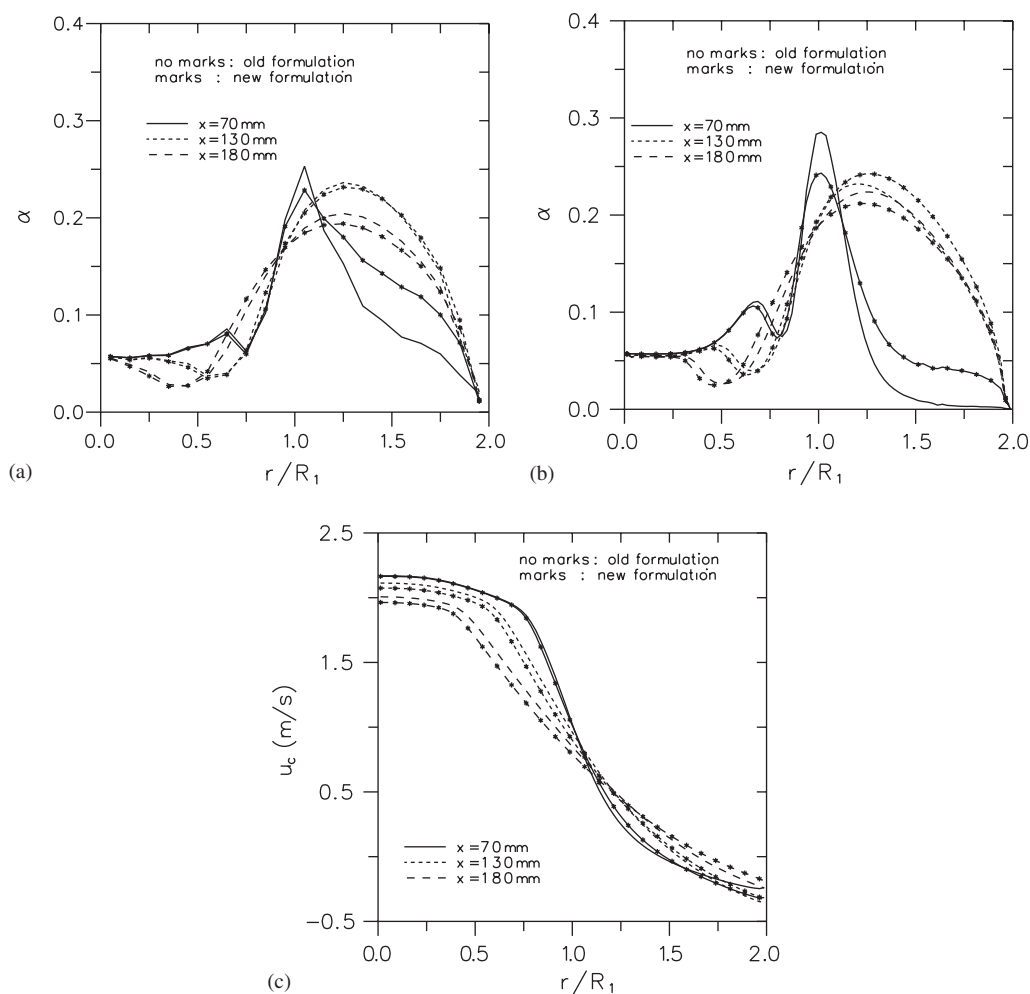 0.4
no marks: old formulation
marks : new formulation
0.3
x=70mm
x=130mm
x=180mm
α
0.2
0.1
0.0
0.0 0.5 1.0 1.5 2.0
(a)
r/R₁
0.4
no marks: old formulation
marks : new formulation
0.3
x=70mm
x=130mm
x=180mm
α
0.2
0.1
0.0
0.0 0.5 1.0 1.5 2.0
(b)
r/R₁
2.5
no marks: old formulation
marks : new formulation
1.5
u_c (m/s)
0.5
x=70mm
x=130mm
x=180mm
−0.5
0.0 0.5 1.0 1.5 2.0
(c)
r/R₁